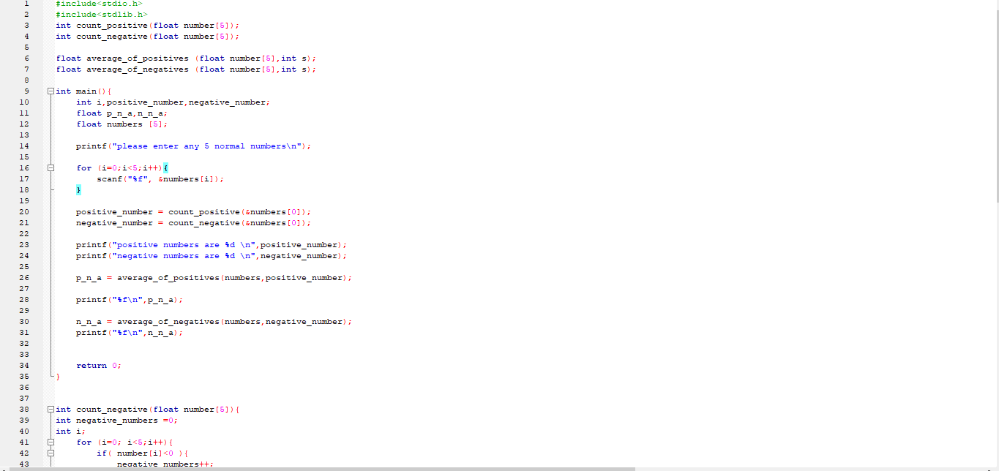 1 #include<stdio.h>
2 #include<stdlib.h>
3 int count_positive(float number[5]);
4 int count_negative(float number[5]);
5
6 float average_of_positives (float number[5],int s);
7 float average_of_negatives (float number[5],int s);
8
9 int main(){
10 int i,positive_number,negative_number;
11 float p_n_a,n_n_a;
12 float numbers [5];
13
14 printf("please enter any 5 normal numbers\n");
15
16 for (i=0;i<5;i++){
17 scanf("%f", &numbers[i]);
18 }
19
20 positive_number = count_positive(&numbers[0]);
21 negative_number = count_negative(&numbers[0]);
22
23 printf("positive numbers are %d \n",positive_number);
24 printf("negative numbers are %d \n",negative_number);
25
26 p_n_a = average_of_positives(numbers,positive_number);
27
28 printf("%f\n",p_n_a);
29
30 n_n_a = average_of_negatives(numbers,negative_number);
31 printf("%f\n",n_n_a);
32
33
34 return 0;
35 }
36
37
38 int count_negative(float number[5]){
39 int negative_numbers =0;
40 int i;
41 for (i=0; i<5;i++){
42 if( number[i]<0 ){
43 negative_numbers++;